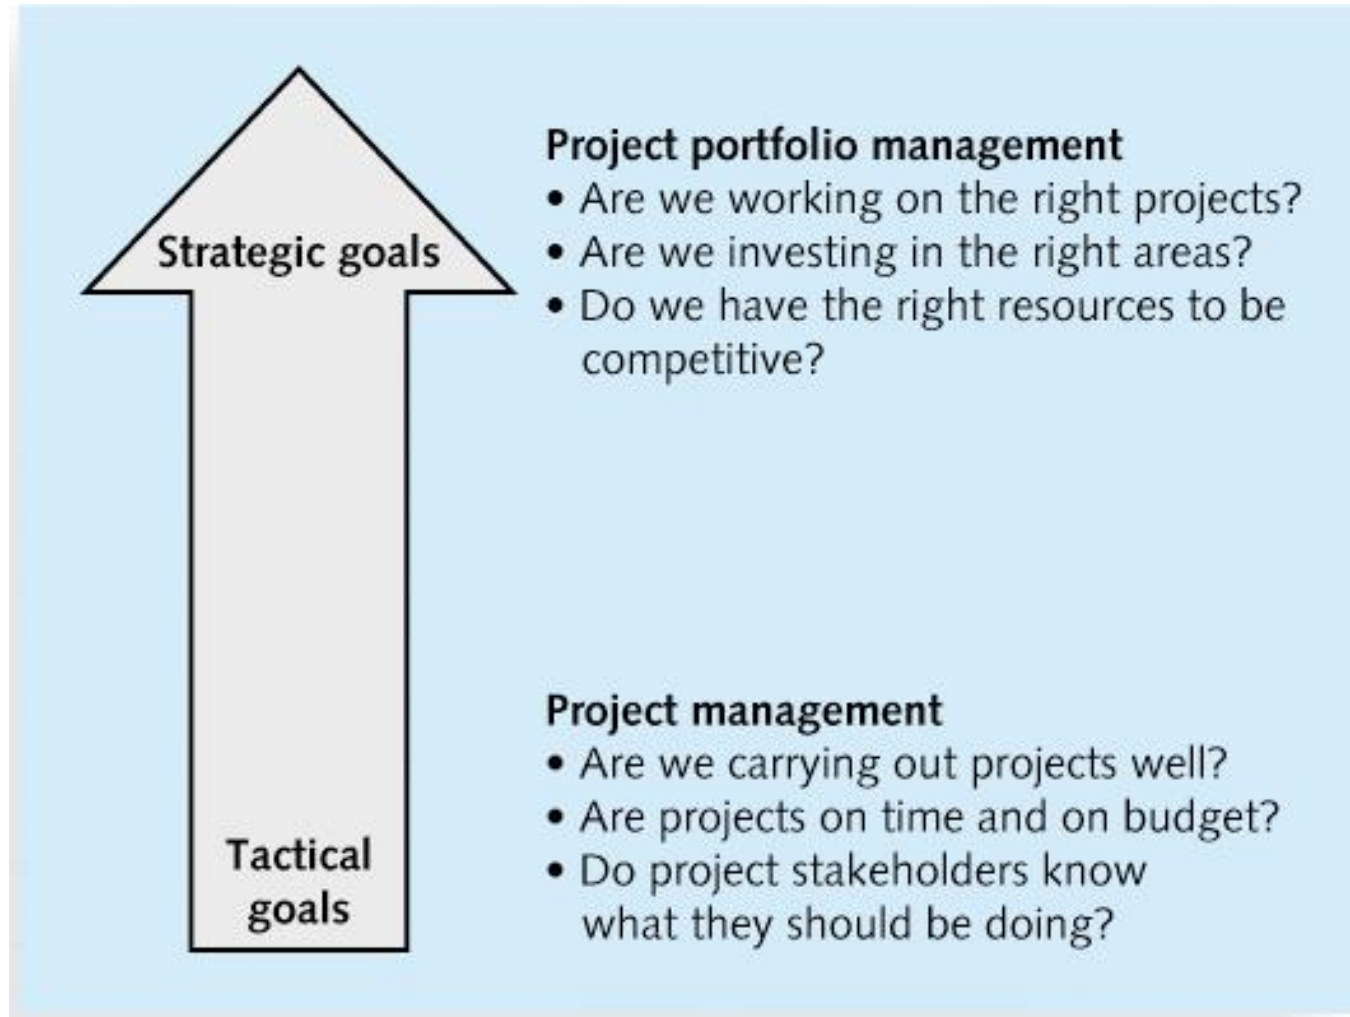 Strategic goals
Project portfolio management
• Are we working on the right projects?
• Are we investing in the right areas?
• Do we have the right resources to be
competitive?
Tactical
goals
Project management
• Are we carrying out projects well?
• Are projects on time and on budget?
• Do project stakeholders know
what they should be doing?